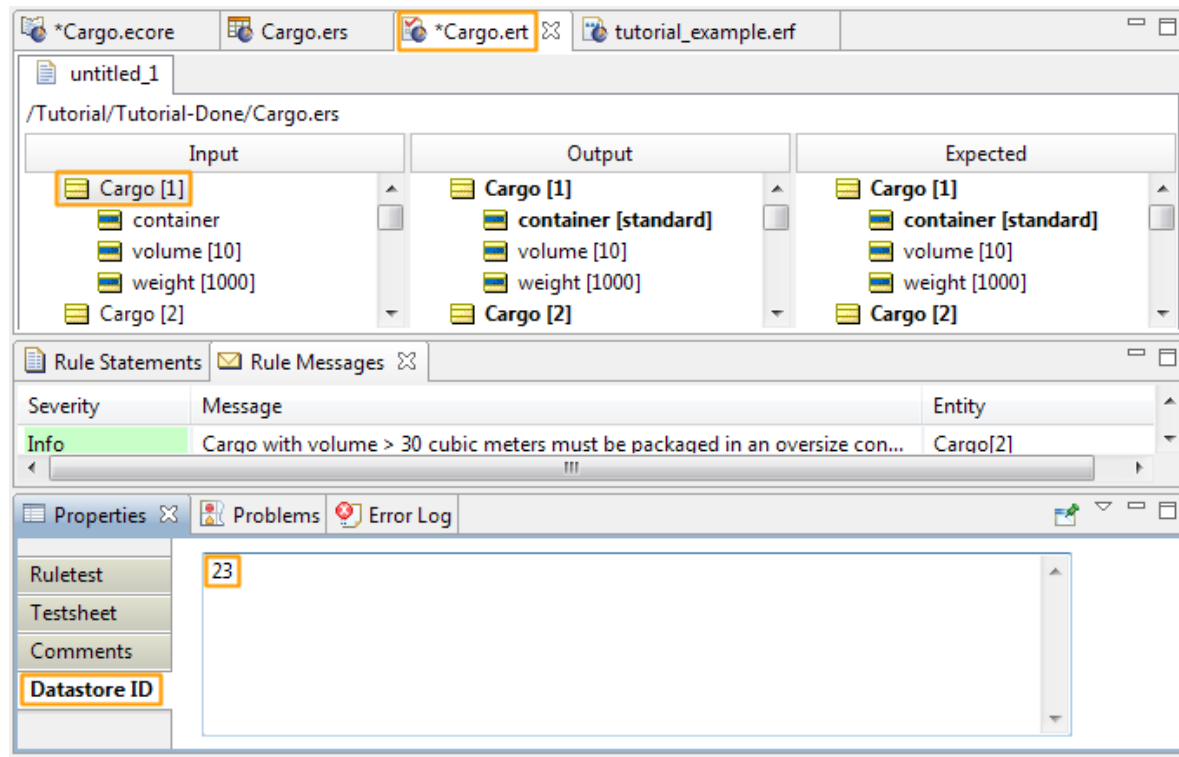 *Cargo.ecore Cargo.ers *Cargo.ert tutorial_example.erf
untitled_1
/Tutorial/Tutorial-Done/Cargo.ers
Input Output Expected
Cargo [1] Cargo [1] Cargo [1]
container container [standard] container [standard]
volume [10] volume [10] volume [10]
weight [1000] weight [1000] weight [1000]
Cargo [2] Cargo [2] Cargo [2]
Rule Statements Rule Messages
Severity Message Entity
Info Cargo with volume > 30 cubic meters must be packaged in an oversize con... Cargo[2]
Properties Problems Error Log
Ruletest 23
Testsheet
Comments
Datastore ID